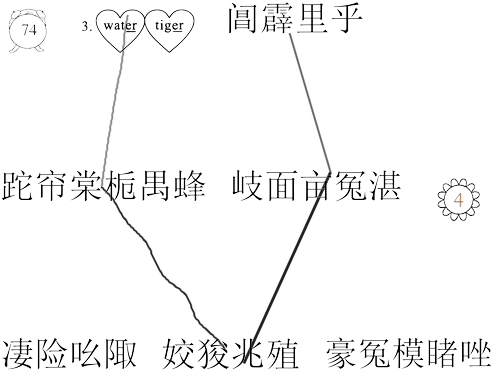 74
3. water tiger
闾霹里乎
跎帘棠栀禺蜂 岐面亩冤湛
4
凄险吆陬 姣狻兆殖 豪冤模睹唑